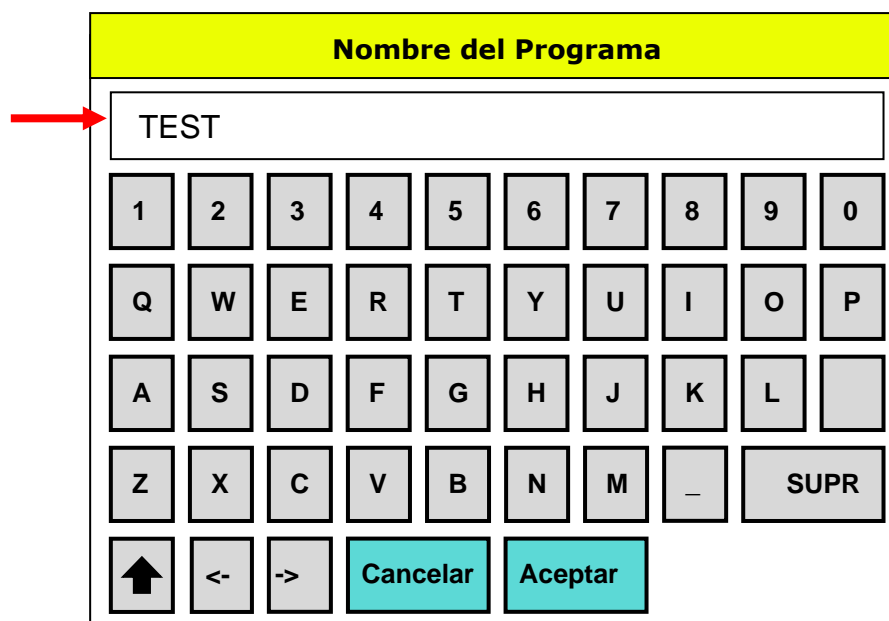 Nombre del Programa
TEST
1 2 3 4 5 6 7 8 9 0
Q W E R T Y U I O P
A S D F G H J K L
Z X C V B N M _ SUPR
<- -> Cancelar Aceptar